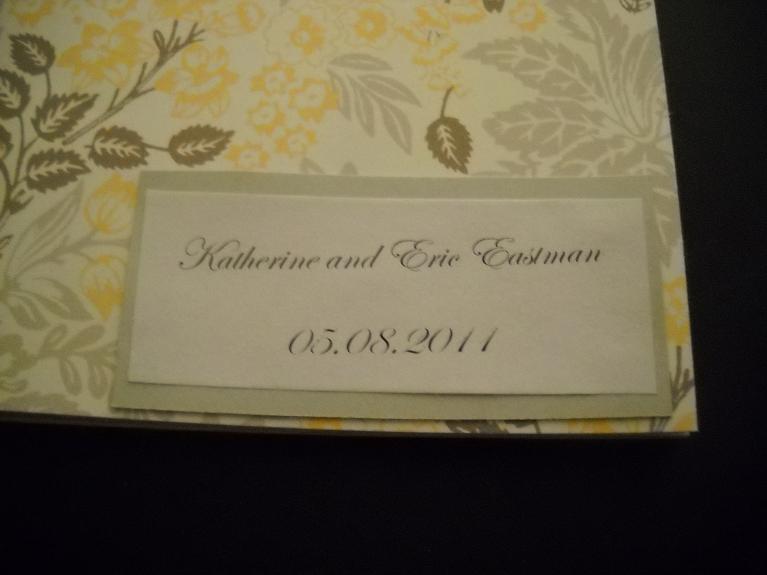 Katherine and Eric Eastman
05.08.2011